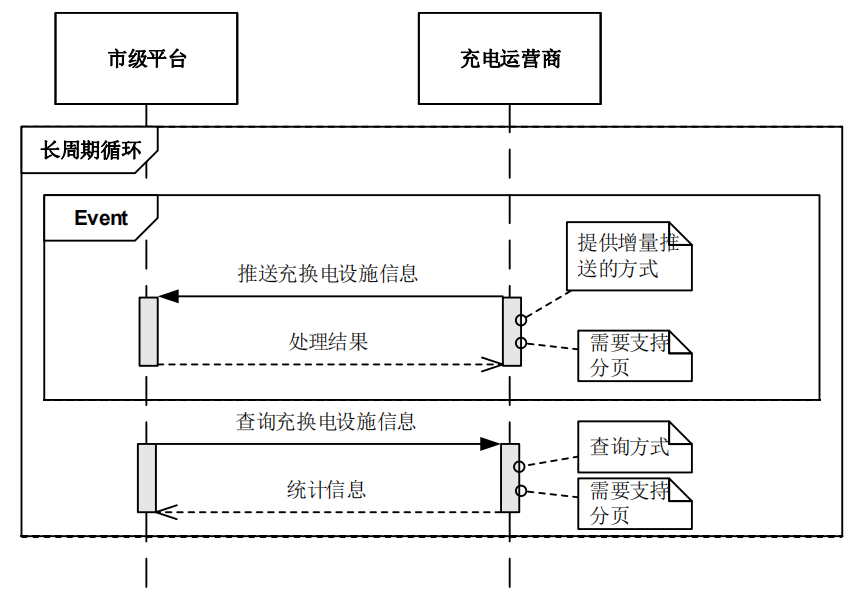 市级平台
充电运营商
长周期循环
Event
提供增量推
送的方式
推送充换电设施信息
处理结果
需要支持
分页
查询充换电设施信息
查询方式
统计信息
需要支持
分页